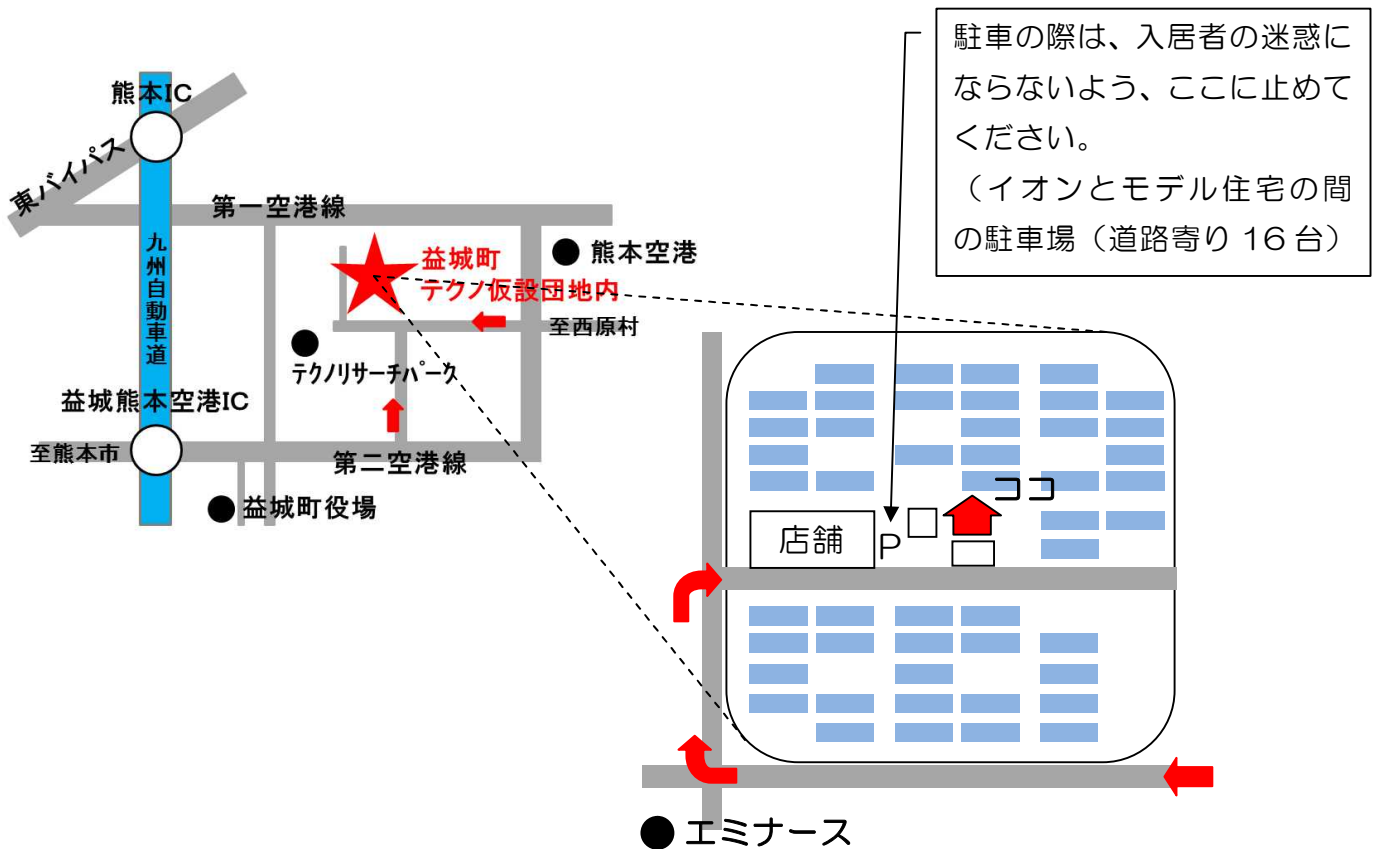 駐車の際は、入居者の迷惑に
ならないよう、ここに止めて
ください。
（イオンとモデル住宅の間
の駐車場（道路寄り 16 台）
熊本IC
東バイパス
第一空港線
九州自動車道
益城町
テクノ仮設団地内
熊本空港
至西原村
テクノリサーチパーク
益城熊本空港IC
至熊本市
第二空港線
益城町役場
ココ
店舗
P
エミナース